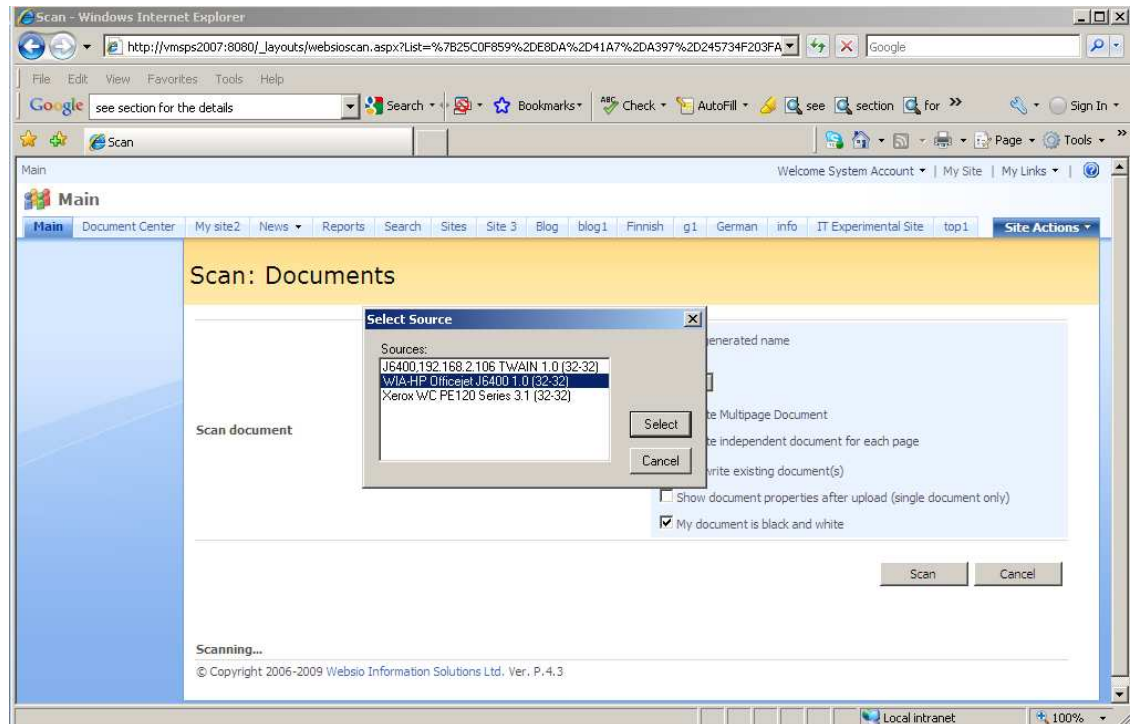 Scan - Windows Internet Explorer
http://vmsps2007:8080/_layouts/websioscan.aspx?List=%7B25C0F859%2DE8DA%2D41A7%2DA397%2D245734F203FA
Google
File Edit View Favorites Tools Help
Google see section for the details Search Bookmarks ABC Check AutoFill see section for » Sign In
Scan Page Tools »
Main Welcome System Account | My Site | My Links |
Main
Main Document Center My site2 News Reports Search Sites Site 3 Blog blog1 Finnish g1 German info IT Experimental Site top1 Site Actions
Scan: Documents
Select Source
Sources:
J6400,192.168.2.106 TWAIN 1.0 (32-32)
WIA-HP Officejet J6400 1.0 (32-32)
Xerox WC PE120 Series 3.1 (32-32)
Select
Cancel
generated name
Scan document
Multipage Document
independent document for each page
existing document(s)
Show document properties after upload (single document only)
My document is black and white
Scan Cancel
Scanning...
© Copyright 2006-2009 Websio Information Solutions Ltd. Ver. P.4.3
Local intranet 100%